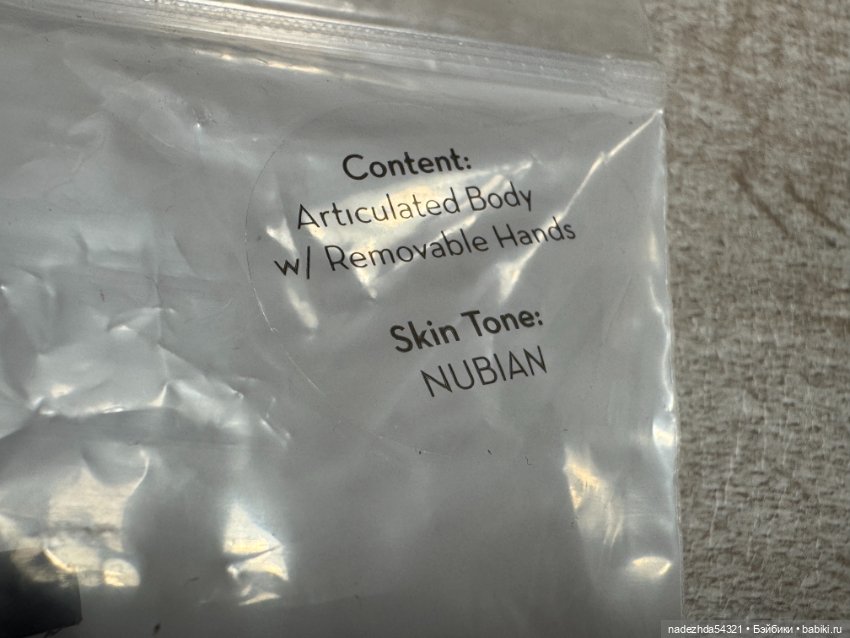 Content:
Articulated Body
w/ Removable Hands
Skin Tone:
NUBIAN
nadezhda54321 • Бэйбики • babiki.ru